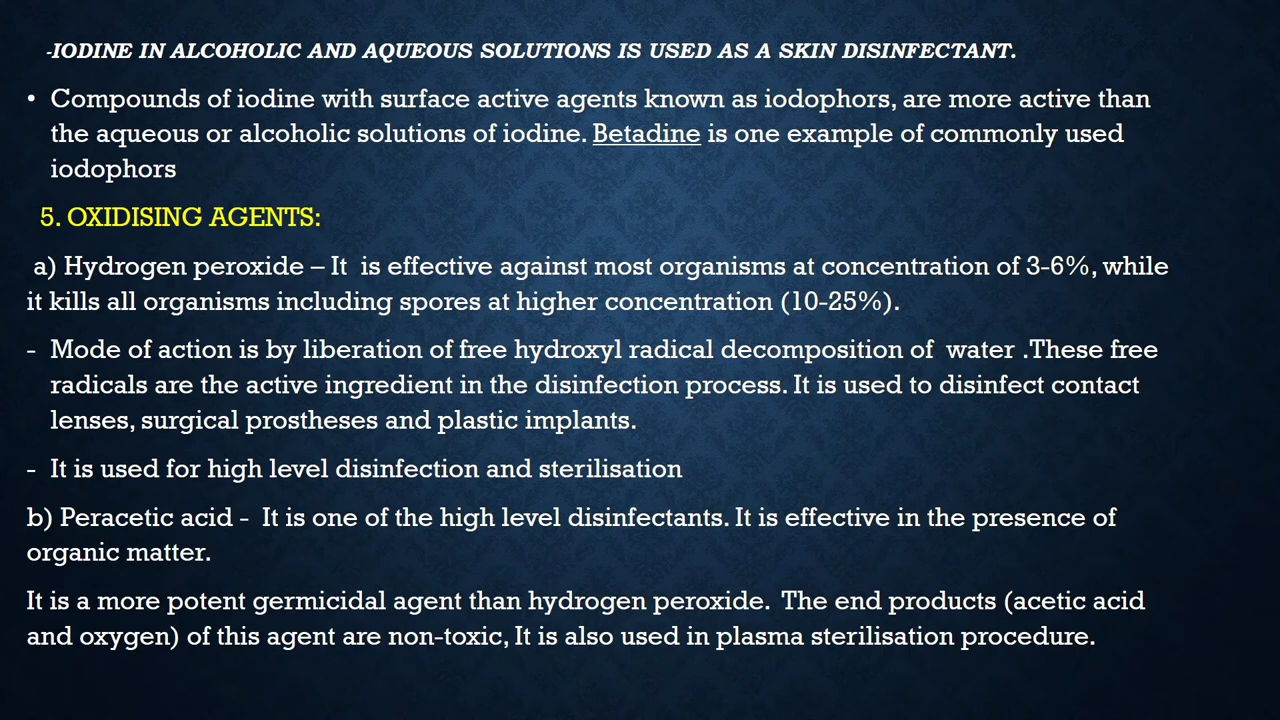 -IODINE IN ALCOHOLIC AND AQUEOUS SOLUTIONS IS USED AS A SKIN DISINFECTANT.
• Compounds of iodine with surface active agents known as iodophors, are more active than
the aqueous or alcoholic solutions of iodine. Betadine is one example of commonly used
iodophors
5. OXIDISING AGENTS:
a) Hydrogen peroxide – It is effective against most organisms at concentration of 3-6%, while
it kills all organisms including spores at higher concentration (10-25%).
- Mode of action is by liberation of free hydroxyl radical decomposition of water .These free
radicals are the active ingredient in the disinfection process. It is used to disinfect contact
lenses, surgical prostheses and plastic implants.
- It is used for high level disinfection and sterilisation
b) Peracetic acid - It is one of the high level disinfectants. It is effective in the presence of
organic matter.
It is a more potent germicidal agent than hydrogen peroxide. The end products (acetic acid
and oxygen) of this agent are non-toxic, It is also used in plasma sterilisation procedure.